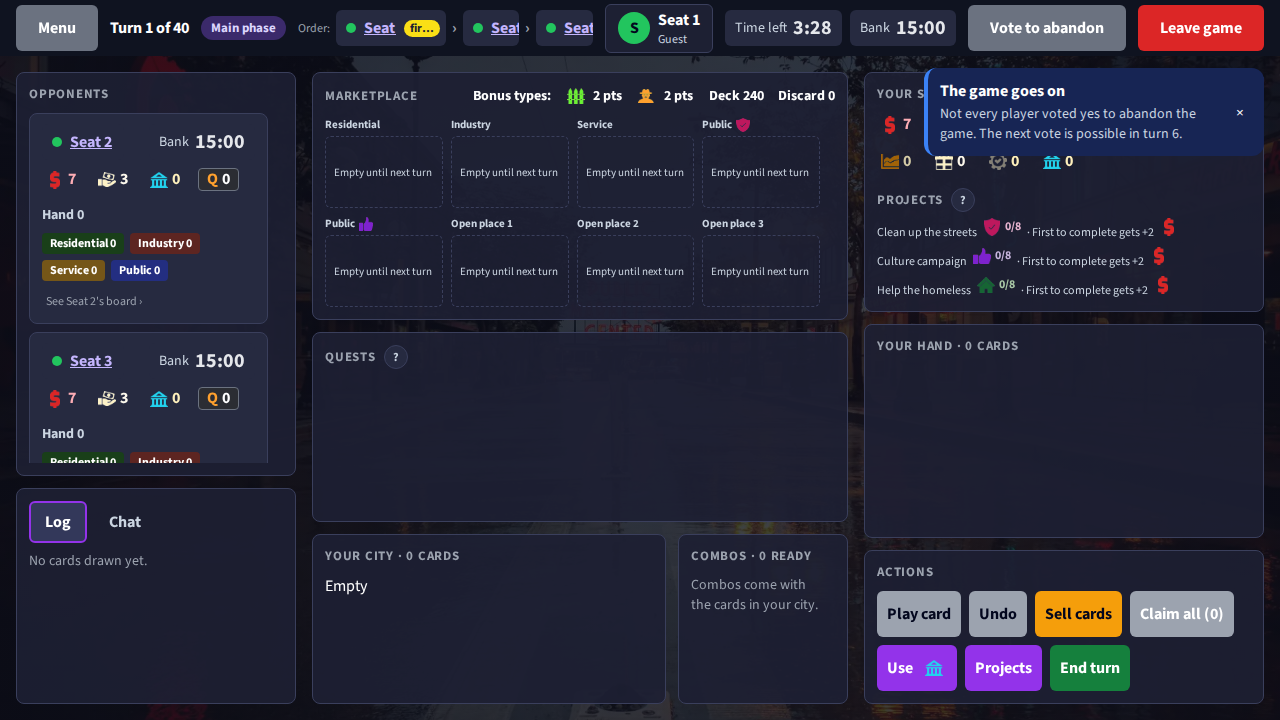 Menu
Turn 1 of 40
Main phase
Order:
Seat
fir...
›
Seat
›
Seat
S
Seat 1
Guest
Time left 3:28
Bank 15:00
Vote to abandon
Leave game
OPPONENTS
Seat 2
Bank 15:00
7
3
0
Q 0
Hand 0
Residential 0
Industry 0
Service 0
Public 0
See Seat 2's board ›
Seat 3
Bank 15:00
7
3
0
Q 0
Hand 0
Residential 0
Industry 0
Log
Chat
No cards drawn yet.
MARKETPLACE
Bonus types:
2 pts
2 pts
Deck 240
Discard 0
Residential
Industry
Service
Public
Empty until next turn
Empty until next turn
Empty until next turn
Empty until next turn
Public
Open place 1
Open place 2
Open place 3
Empty until next turn
Empty until next turn
Empty until next turn
Empty until next turn
QUESTS
?
YOUR CITY · 0 CARDS
Empty
COMBOS · 0 READY
Combos come with
the cards in your city.
YOUR S
7
The game goes on
Not every player voted yes to abandon the
game. The next vote is possible in turn 6.
×
0
0
0
0
PROJECTS
?
Clean up the streets 0/8 · First to complete gets +2
Culture campaign 0/8 · First to complete gets +2
Help the homeless 0/8 · First to complete gets +2
YOUR HAND · 0 CARDS
ACTIONS
Play card
Undo
Sell cards
Claim all (0)
Use
Projects
End turn